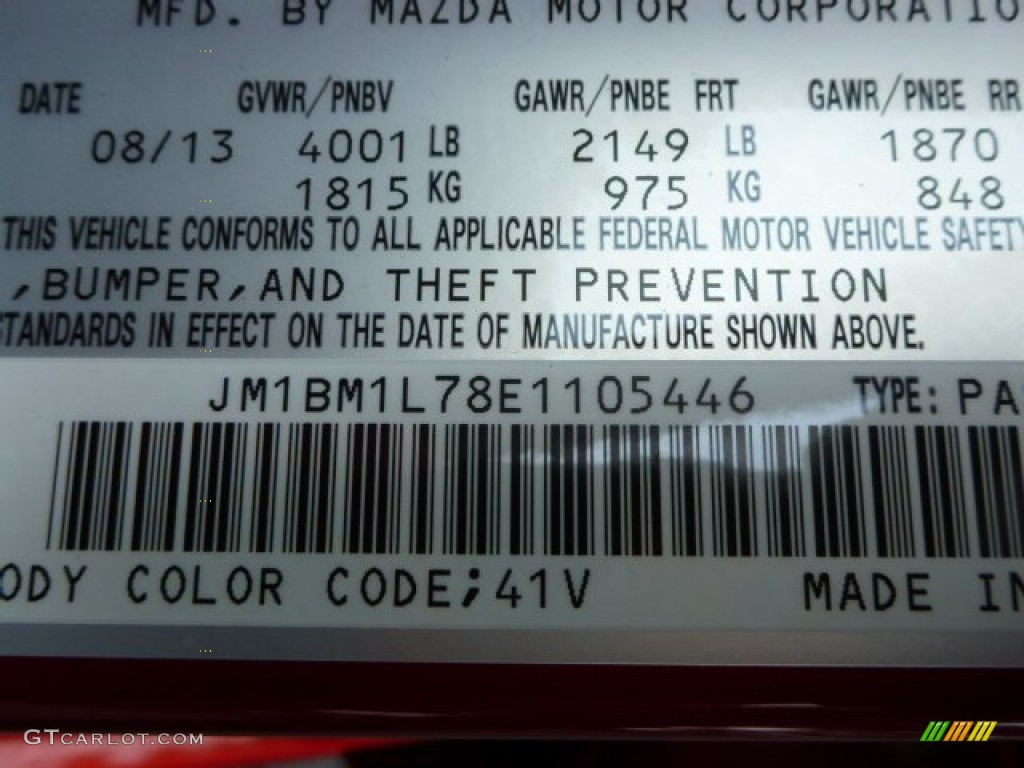 MFD. BY MAZDA MOTOR CORPORATIO
DATE GVWR/PNBV GAWR/PNBE FRT GAWR/PNBE RR
08/13 4001 LB 2149 LB 1870
1815 KG 975 KG 848
THIS VEHICLE CONFORMS TO ALL APPLICABLE FEDERAL MOTOR VEHICLE SAFETY
,BUMPER,AND THEFT PREVENTION
STANDARDS IN EFFECT ON THE DATE OF MANUFACTURE SHOWN ABOVE.
JM1BM1L78E1105446 TYPE: PA
ODY COLOR CODE;41V MADE IN
GTCARLOT.COM